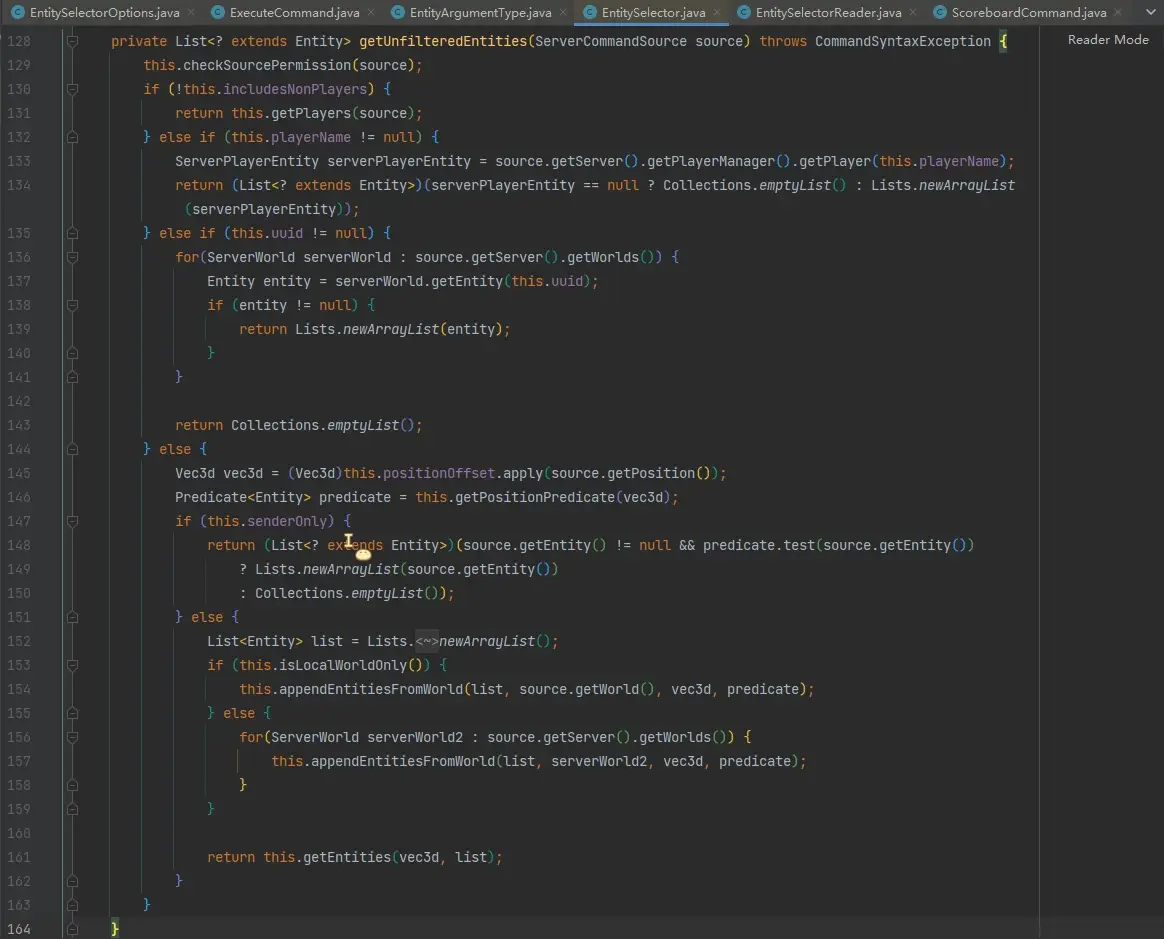 EntitySelectorOptions.java × ExecuteCommand.java × EntityArgumentType.java × EntitySelector.java × EntitySelectorReader.java × ScoreboardCommand.java ×
Reader Mode
128 private List<? extends Entity> getUnfilteredEntities(ServerCommandSource source) throws CommandSyntaxException {
129 this.checkSourcePermission(source);
130 if (!this.includesNonPlayers) {
131 return this.getPlayers(source);
132 } else if (this.playerName != null) {
133 ServerPlayerEntity serverPlayerEntity = source.getServer().getPlayerManager().getPlayer(this.playerName);
134 return (List<? extends Entity>)(serverPlayerEntity == null ? Collections.emptyList() : Lists.newArrayList
(serverPlayerEntity));
135 } else if (this.uuid != null) {
136 for(ServerWorld serverWorld : source.getServer().getWorlds()) {
137 Entity entity = serverWorld.getEntity(this.uuid);
138 if (entity != null) {
139 return Lists.newArrayList(entity);
140 }
141 }
142
143 return Collections.emptyList();
144 } else {
145 Vec3d vec3d = (Vec3d)this.positionOffset.apply(source.getPosition());
146 Predicate<Entity> predicate = this.getPositionPredicate(vec3d);
147 if (this.senderOnly) {
148 return (List<? extends Entity>)(source.getEntity() != null && predicate.test(source.getEntity())
149 ? Lists.newArrayList(source.getEntity())
150 : Collections.emptyList());
151 } else {
152 List<Entity> list = Lists.<~>newArrayList();
153 if (this.isLocalWorldOnly()) {
154 this.appendEntitiesFromWorld(list, source.getWorld(), vec3d, predicate);
155 } else {
156 for(ServerWorld serverWorld2 : source.getServer().getWorlds()) {
157 this.appendEntitiesFromWorld(list, serverWorld2, vec3d, predicate);
158 }
159 }
160
161 return this.getEntities(vec3d, list);
162 }
163 }
164 }